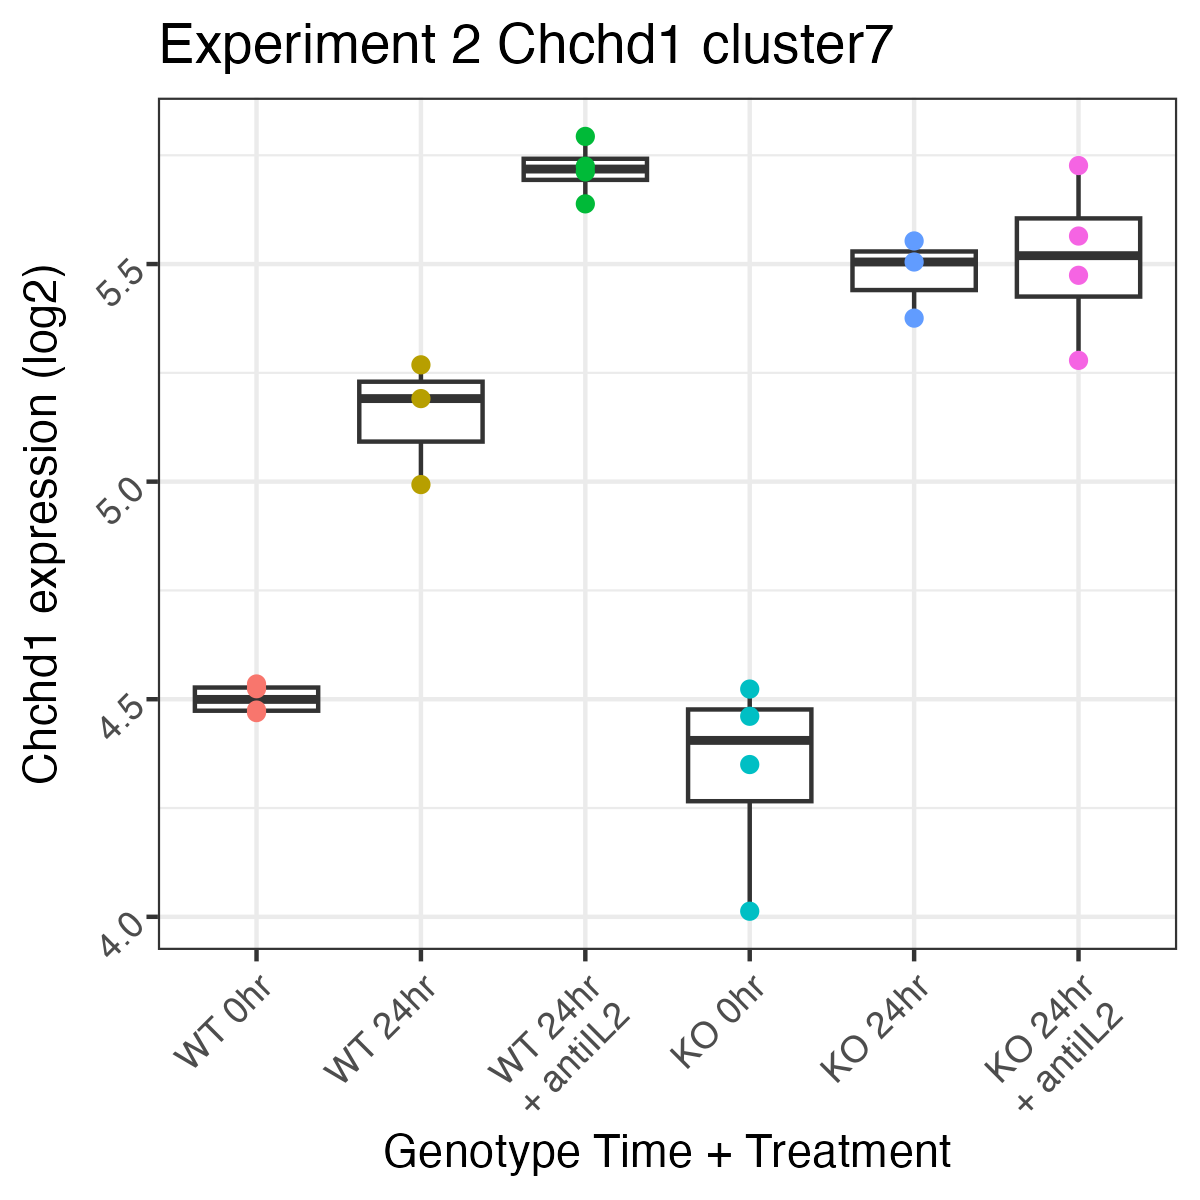 Experiment 2 Chchd1 cluster7
Chchd1 expression (log2)
5.5
5.0
4.5
4.0
WT 0hr
WT 24hr
WT 24hr
+ antiIL2
KO 0hr
KO 24hr
KO 24hr
+ antiIL2
Genotype Time + Treatment